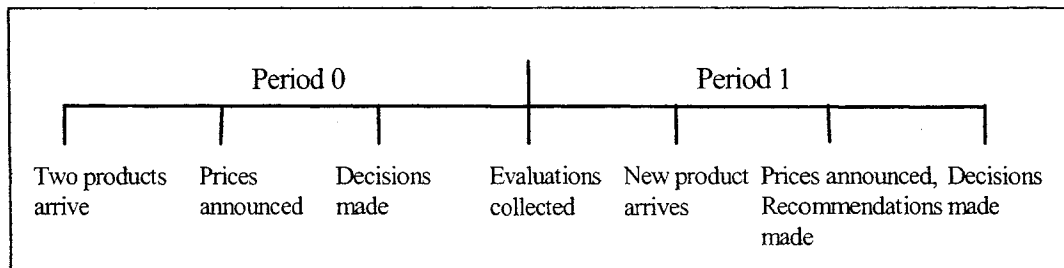 Period 0 Period 1
Two products Prices Decisions Evaluations New product Prices announced, Decisions
arrive announced made collected arrives Recommendations made
made